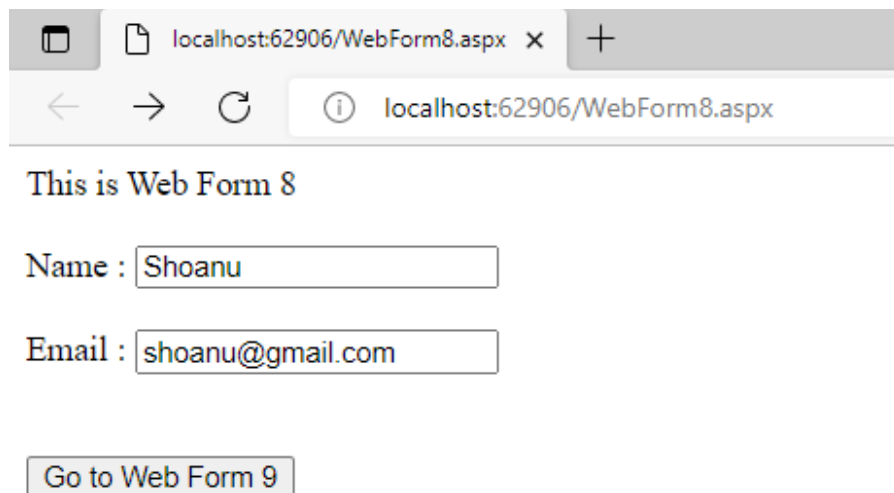 localhost:62906/WebForm8.aspx
localhost:62906/WebForm8.aspx
This is Web Form 8
Name : Shoanu
Email : shoanu@gmail.com
Go to Web Form 9